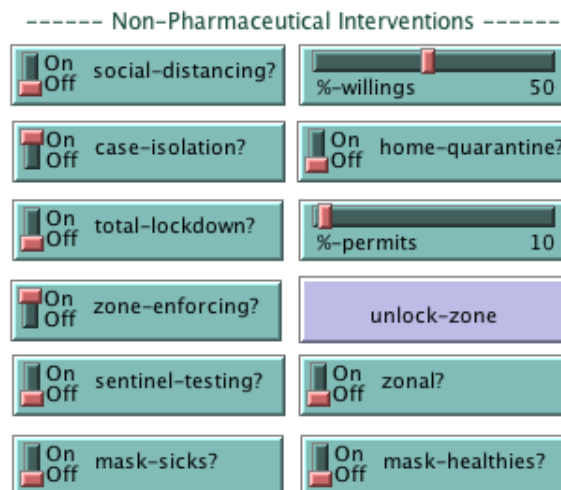 ------ Non-Pharmaceutical Interventions ------
On
Off
social-distancing?
%-willings 50
On
Off
case-isolation?
On
Off
home-quarantine?
On
Off
total-lockdown?
%-permits 10
On
Off
zone-enforcing?
unlock-zone
On
Off
sentinel-testing?
On
Off
zonal?
On
Off
mask-sicks?
On
Off
mask-healthies?